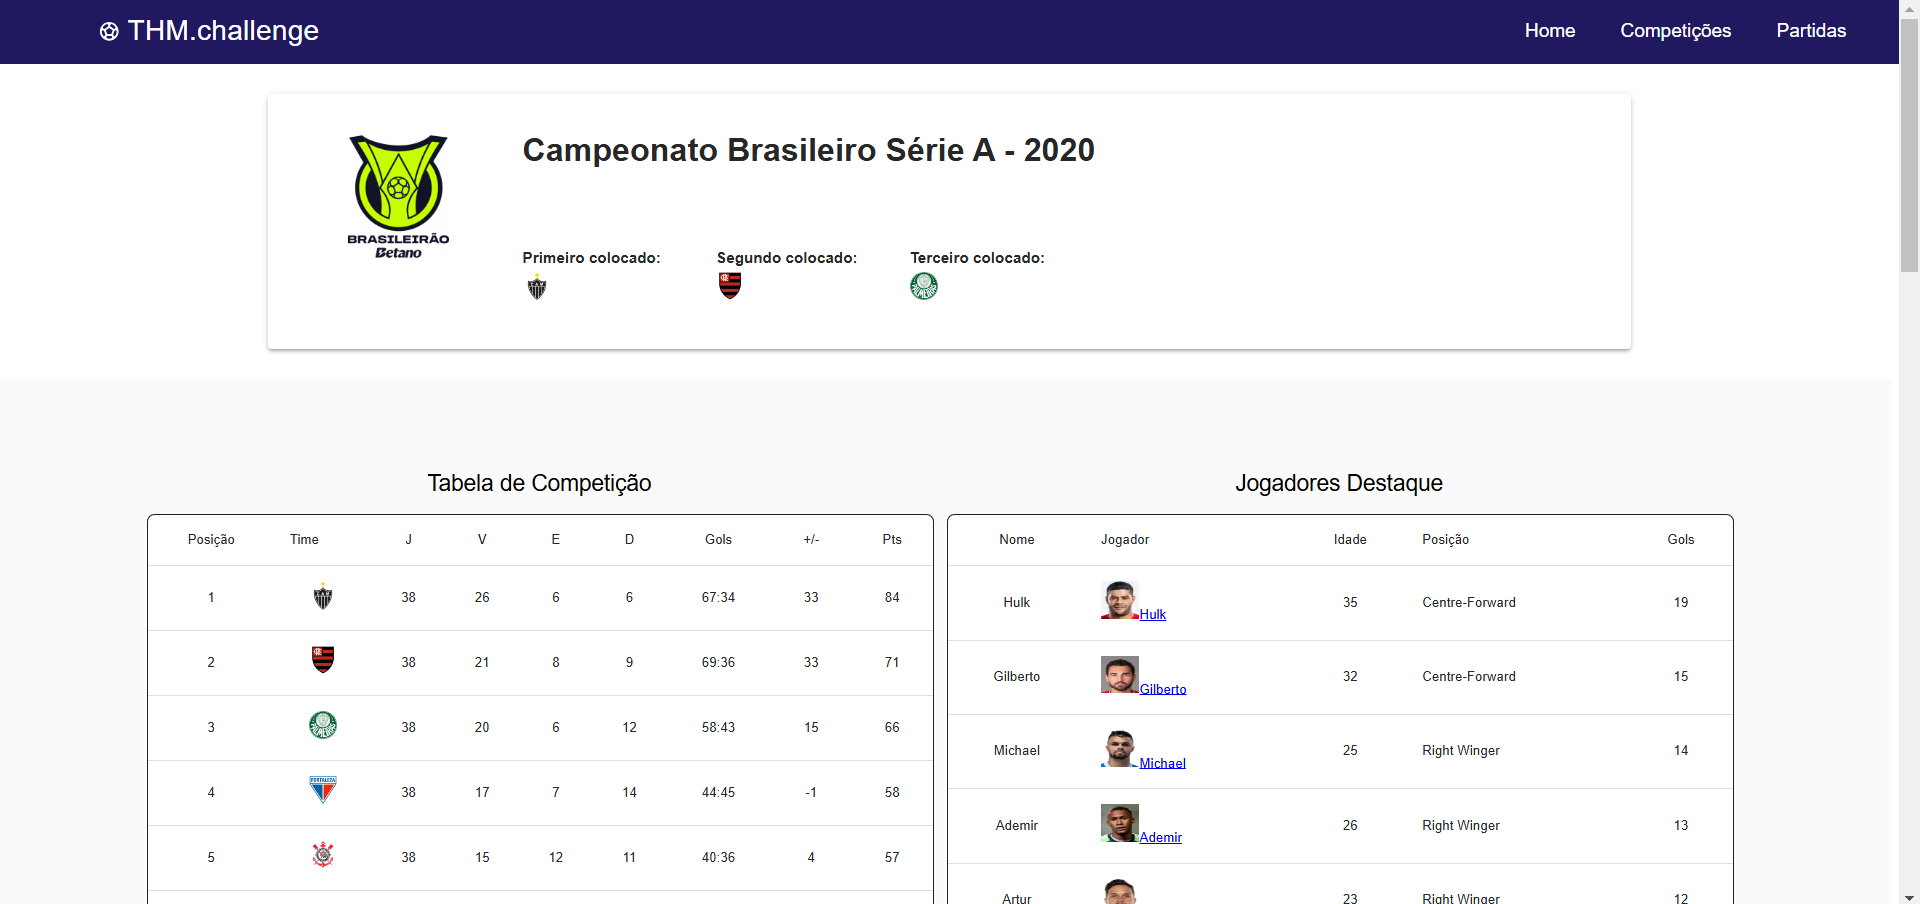 THM.challenge
Home Competições Partidas
BRASILEIRÃO
Betano
Campeonato Brasileiro Série A - 2020
Primeiro colocado: Segundo colocado: Terceiro colocado:
Tabela de Competição
Posição Time J V E D Gols +/- Pts
1 38 26 6 6 67:34 33 84
2 38 21 8 9 69:36 33 71
3 38 20 6 12 58:43 15 66
FORTALEZA
4 38 17 7 14 44:45 -1 58
5 38 15 12 11 40:36 4 57
Jogadores Destaque
Nome Jogador Idade Posição Gols
Hulk Hulk 35 Centre-Forward 19
Gilberto Gilberto 32 Centre-Forward 15
Michael Michael 25 Right Winger 14
Ademir Ademir 26 Right Winger 13
Artur 23 Right Winger 12